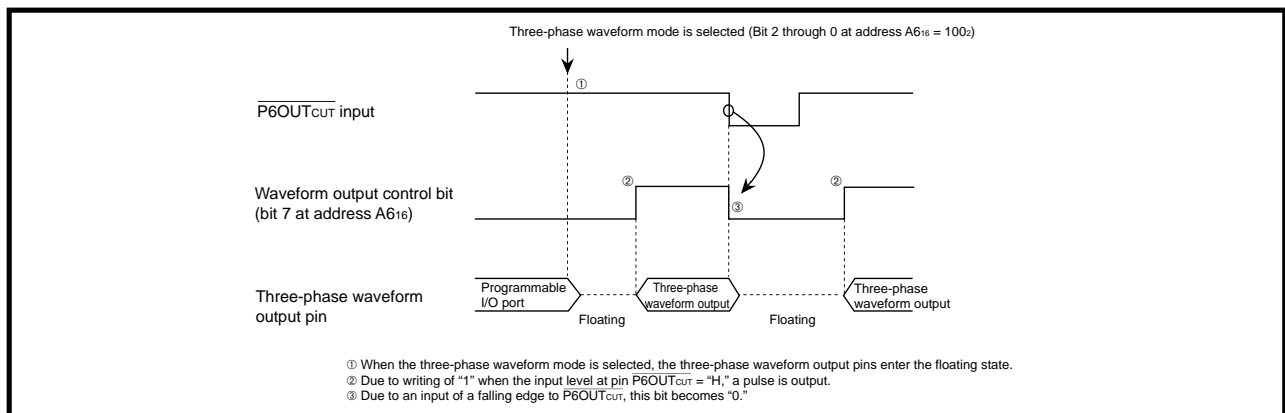 Three-phase waveform mode is selected (Bit 2 through 0 at address A6₁₆ = 100₂)
①
P6OUTCUT input
② ②
Waveform output control bit
(bit 7 at address A6₁₆)
③
Three-phase waveform
output pin
Programmable
I/O port
Floating
Three-phase
waveform output
Floating
Three-phase
waveform output
① When the three-phase waveform mode is selected, the three-phase waveform output pins enter the floating state.
② Due to writing of “1” when the input level at pin P6OUTCUT = “H,” a pulse is output.
③ Due to an input of a falling edge to P6OUTCUT, this bit becomes “0.”